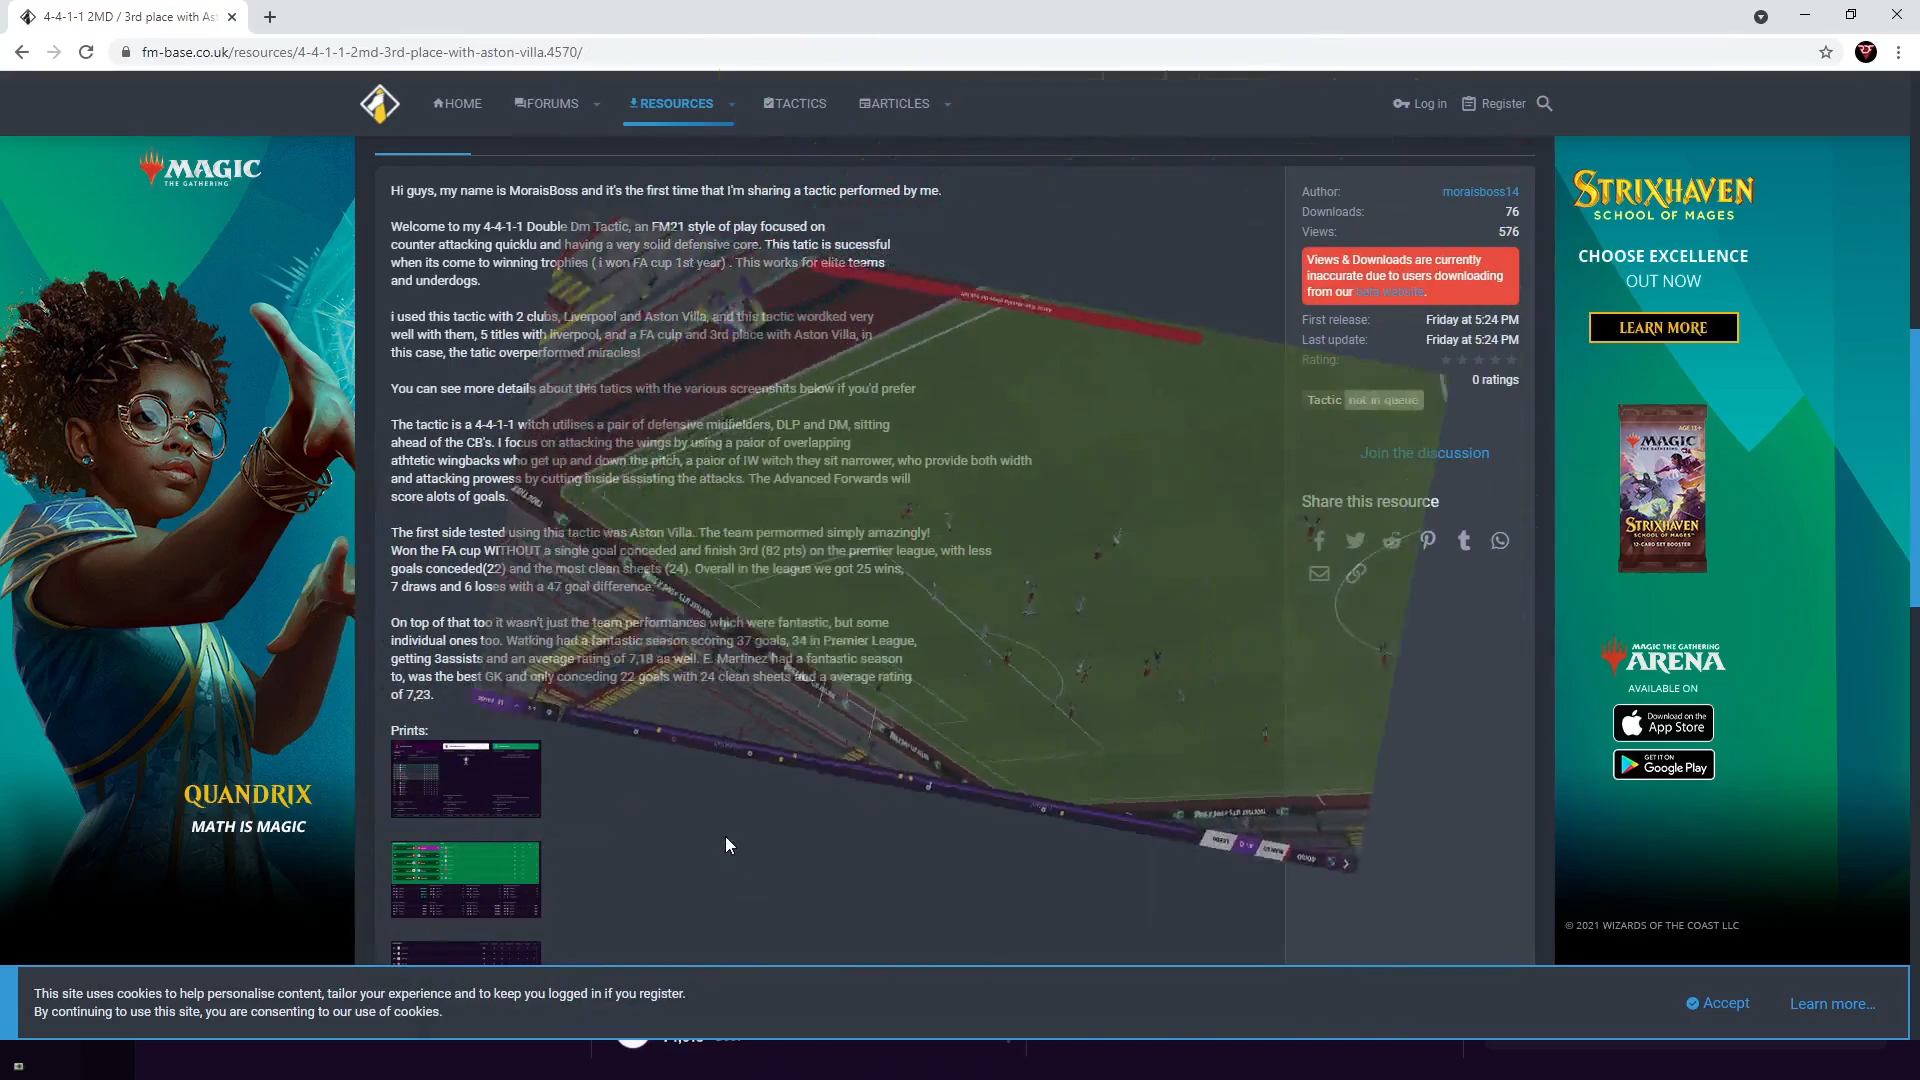 4-4-1-1 2MD / 3rd place with Ast
fm-base.co.uk/resources/4-4-1-1-2md-3rd-place-with-aston-villa.4570/
HOME
FORUMS
RESOURCES
TACTICS
ARTICLES
Log in
Register
MAGIC
THE GATHERING
QUANDRIX
MATH IS MAGIC
Hi guys, my name is MoraisBoss and it's the first time that I'm sharing a tactic performed by me.
Welcome to my 4-4-1-1 Double Dm Tactic, an FM21 style of play focused on
counter attacking quicklu and having a very solid defensive core. This tatic is sucessful
when its come to winning trophies ( i won FA cup 1st year) . This works for elite teams
and underdogs.
i used this tactic with 2 clubs, Liverpool and Aston Villa, and this tactic wordked very
well with them, 5 titles with liverpool, and a FA culp and 3rd place with Aston Villa, in
this case, the tatic overperformed miracles!
You can see more details about this tatics with the various screenshits below if you'd prefer
The tactic is a 4-4-1-1 witch utilises a pair of defensive midfielders, DLP and DM, sitting
ahead of the CB's. I focus on attacking the wings by using a paior of overlapping
athtetic wingbacks who get up and down the pitch, a paior of IW witch they sit narrower, who provide both width
and attacking prowess by cutting inside assisting the attacks. The Advanced Forwards will
score alots of goals.
The first side tested using this tactic was Aston Villa. The team permormed simply amazingly!
Won the FA cup WITHOUT a single goal conceded and finish 3rd (82 pts) on the premier league, with less
goals conceded(22) and the most clean sheets (24). Overall in the league we got 25 wins,
7 draws and 6 loses with a 47 goal difference.
On top of that too it wasn't just the team performances which were fantastic, but some
individual ones too. Watking had a fantastic season scoring 37 goals, 34 in Premier League,
getting 3assists and an average rating of 7,18 as well. E. Martinez had a fantastic season
to, was the best GK and only conceding 22 goals with 24 clean sheets and a average rating
of 7,23.
Prints:
Author: moraisboss14
Downloads: 76
Views: 576
Views & Downloads are currently
inaccurate due to users downloading
from our beta website.
First release: Friday at 5:24 PM
Last update: Friday at 5:24 PM
Rating:
0 ratings
Tactic not in queue
Join the discussion
Share this resource
STRIXHAVEN
SCHOOL OF MAGES
CHOOSE EXCELLENCE
OUT NOW
LEARN MORE
MAGIC
STRIXHAVEN
SCHOOL OF MAGES
MAGIC THE GATHERING
ARENA
AVAILABLE ON
Download on the
App Store
GET IT ON
Google Play
© 2021 WIZARDS OF THE COAST LLC
This site uses cookies to help personalise content, tailor your experience and to keep you logged in if you register.
By continuing to use this site, you are consenting to our use of cookies.
Accept
Learn more...